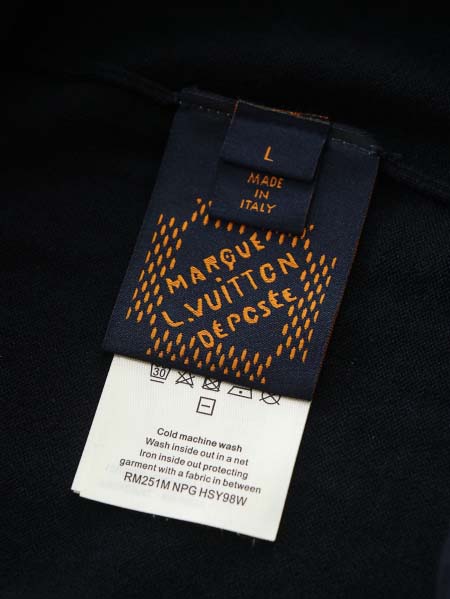 L
MADE
IN
ITALY
MARQUE
L.VUITTON
DÉPOSÉE
30
Cold machine wash
Wash inside out in a net
Iron inside out protecting
garment with a fabric in between
RM251M NPG HSY98W